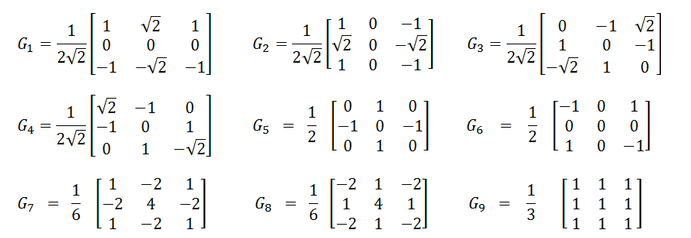 G₁ = 1/(2√2) [1 √2 1; 0 0 0; −1 −√2 −1]
G₂ = 1/(2√2) [1 0 −1; √2 0 −√2; 1 0 −1]
G₃ = 1/(2√2) [0 −1 √2; 1 0 −1; −√2 1 0]
G₄ = 1/(2√2) [√2 −1 0; −1 0 1; 0 1 −√2]
G₅ = 1/2 [0 1 0; −1 0 −1; 0 1 0]
G₆ = 1/2 [−1 0 1; 0 0 0; 1 0 −1]
G₇ = 1/6 [1 −2 1; −2 4 −2; 1 −2 1]
G₈ = 1/6 [−2 1 −2; 1 4 1; −2 1 −2]
G₉ = 1/3 [1 1 1; 1 1 1; 1 1 1]